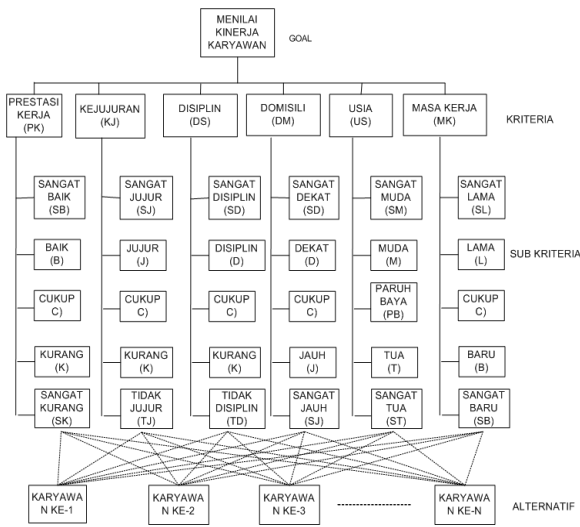 MENILAI
KINERJA
KARYAWAN
GOAL
PRESTASI
KERJA
(PK)
KEJUJURAN
(KJ)
DISIPLIN
(DS)
DOMISILI
(DM)
USIA
(US)
MASA KERJA
(MK)
KRITERIA
SANGAT
BAIK
(SB)
SANGAT
JUJUR
(SJ)
SANGAT
DISIPLIN
(SD)
SANGAT
DEKAT
(SD)
SANGAT
MUDA
(SM)
SANGAT
LAMA
(SL)
BAIK
(B)
JUJUR
(J)
DISIPLIN
(D)
DEKAT
(D)
MUDA
(M)
LAMA
(L)
SUB KRITERIA
CUKUP
C)
CUKUP
C)
CUKUP
C)
CUKUP
C)
PARUH
BAYA
(PB)
CUKUP
C)
KURANG
(K)
KURANG
(K)
KURANG
(K)
JAUH
(J)
TUA
(T)
BARU
(B)
SANGAT
KURANG
(SK)
TIDAK
JUJUR
(TJ)
TIDAK
DISIPLIN
(TD)
SANGAT
JAUH
(SJ)
SANGAT
TUA
(ST)
SANGAT
BARU
(SB)
KARYAWA
N KE-1
KARYAWA
N KE-2
KARYAWA
N KE-3
KARYAWA
N KE-N
ALTERNATIF